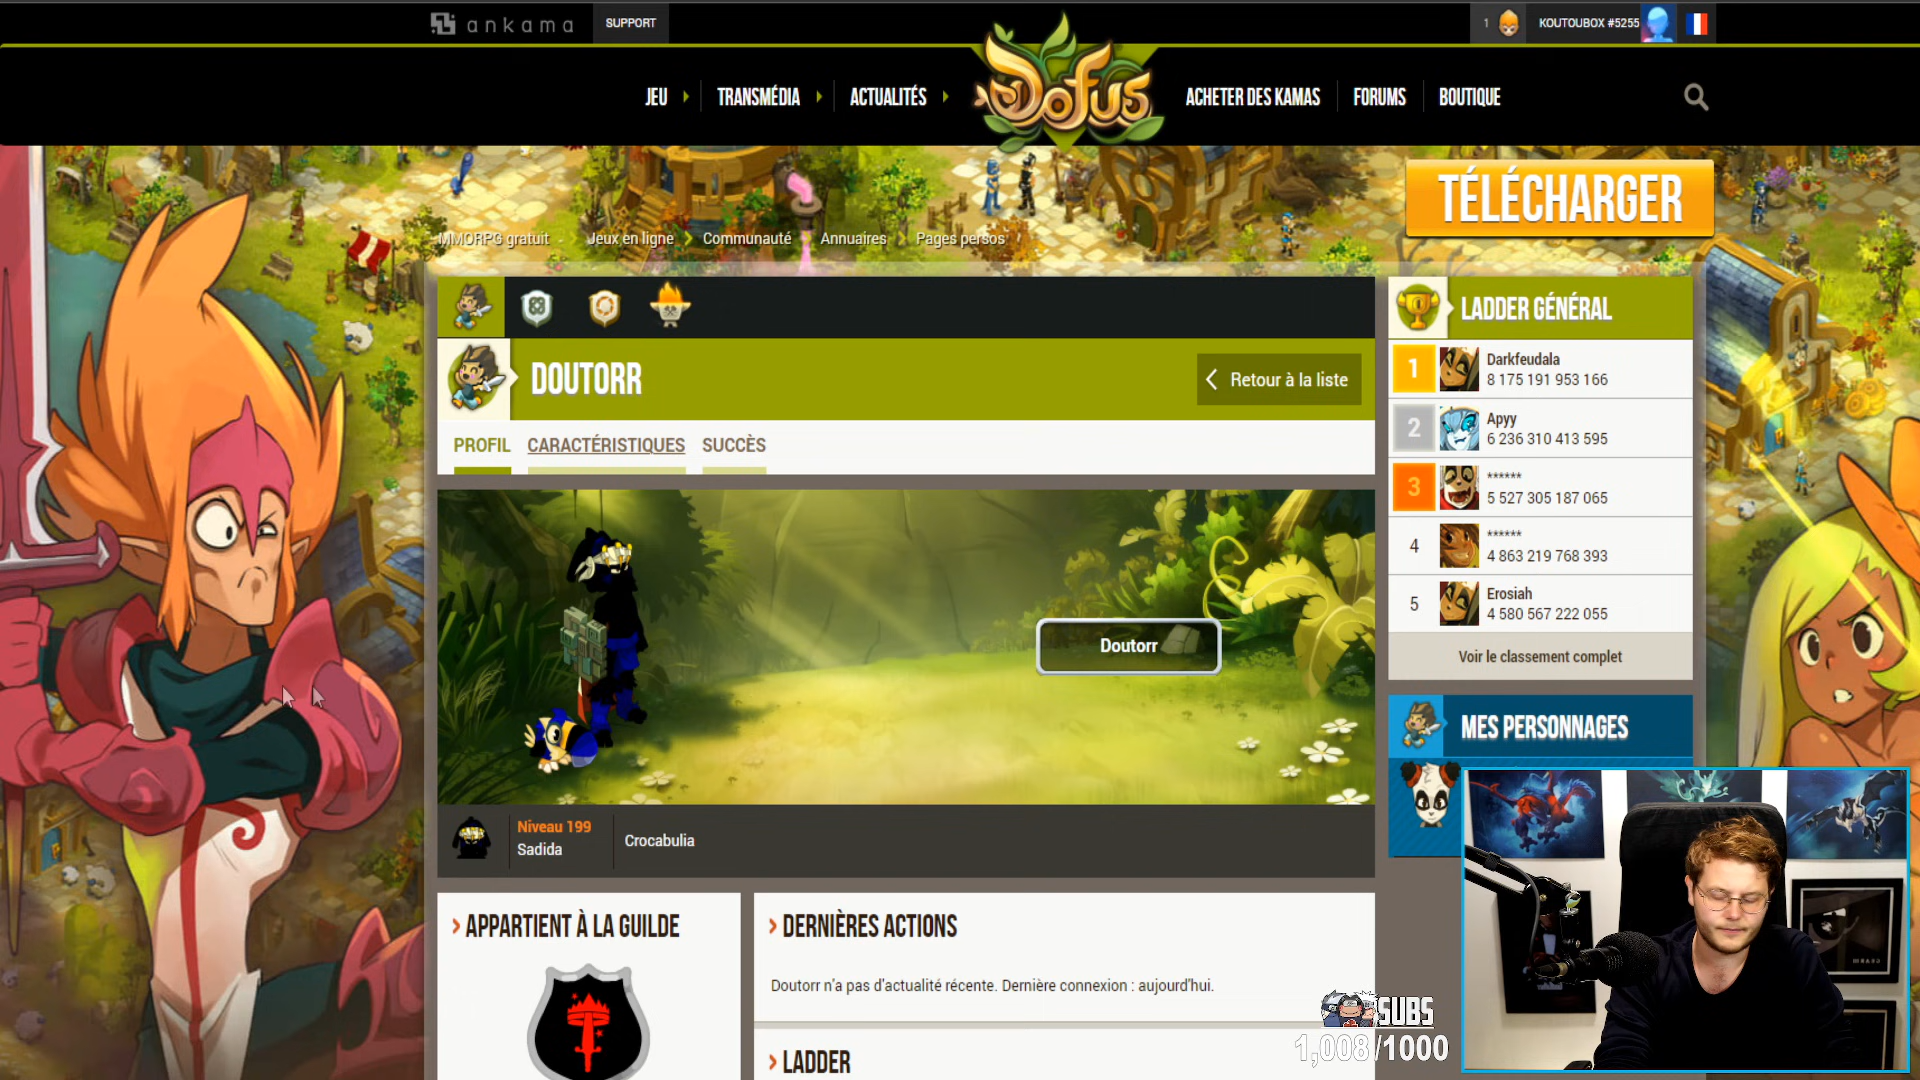 ankama
SUPPORT
1
KOUTOUBOX #5255
JEU
TRANSMÉDIA
ACTUALITÉS
DOFUS
ACHETER DES KAMAS
FORUMS
BOUTIQUE
TÉLÉCHARGER
MMORPG gratuit
Jeux en ligne
Communauté
Annuaires
Pages persos
DOUTORR
Retour à la liste
PROFIL
CARACTÉRISTIQUES
SUCCÈS
Doutorr
Niveau 199
Sadida
Crocabulia
APPARTIENT À LA GUILDE
DERNIÈRES ACTIONS
Doutorr n'a pas d'actualité récente. Dernière connexion : aujourd'hui.
LADDER
LADDER GÉNÉRAL
1
Darkfeudala
8 175 191 953 166
2
Apyy
6 236 310 413 595
3
******
5 527 305 187 065
4
******
4 863 219 768 393
5
Erosiah
4 580 567 222 055
Voir le classement complet
MES PERSONNAGES
SUBS
1,008/1000